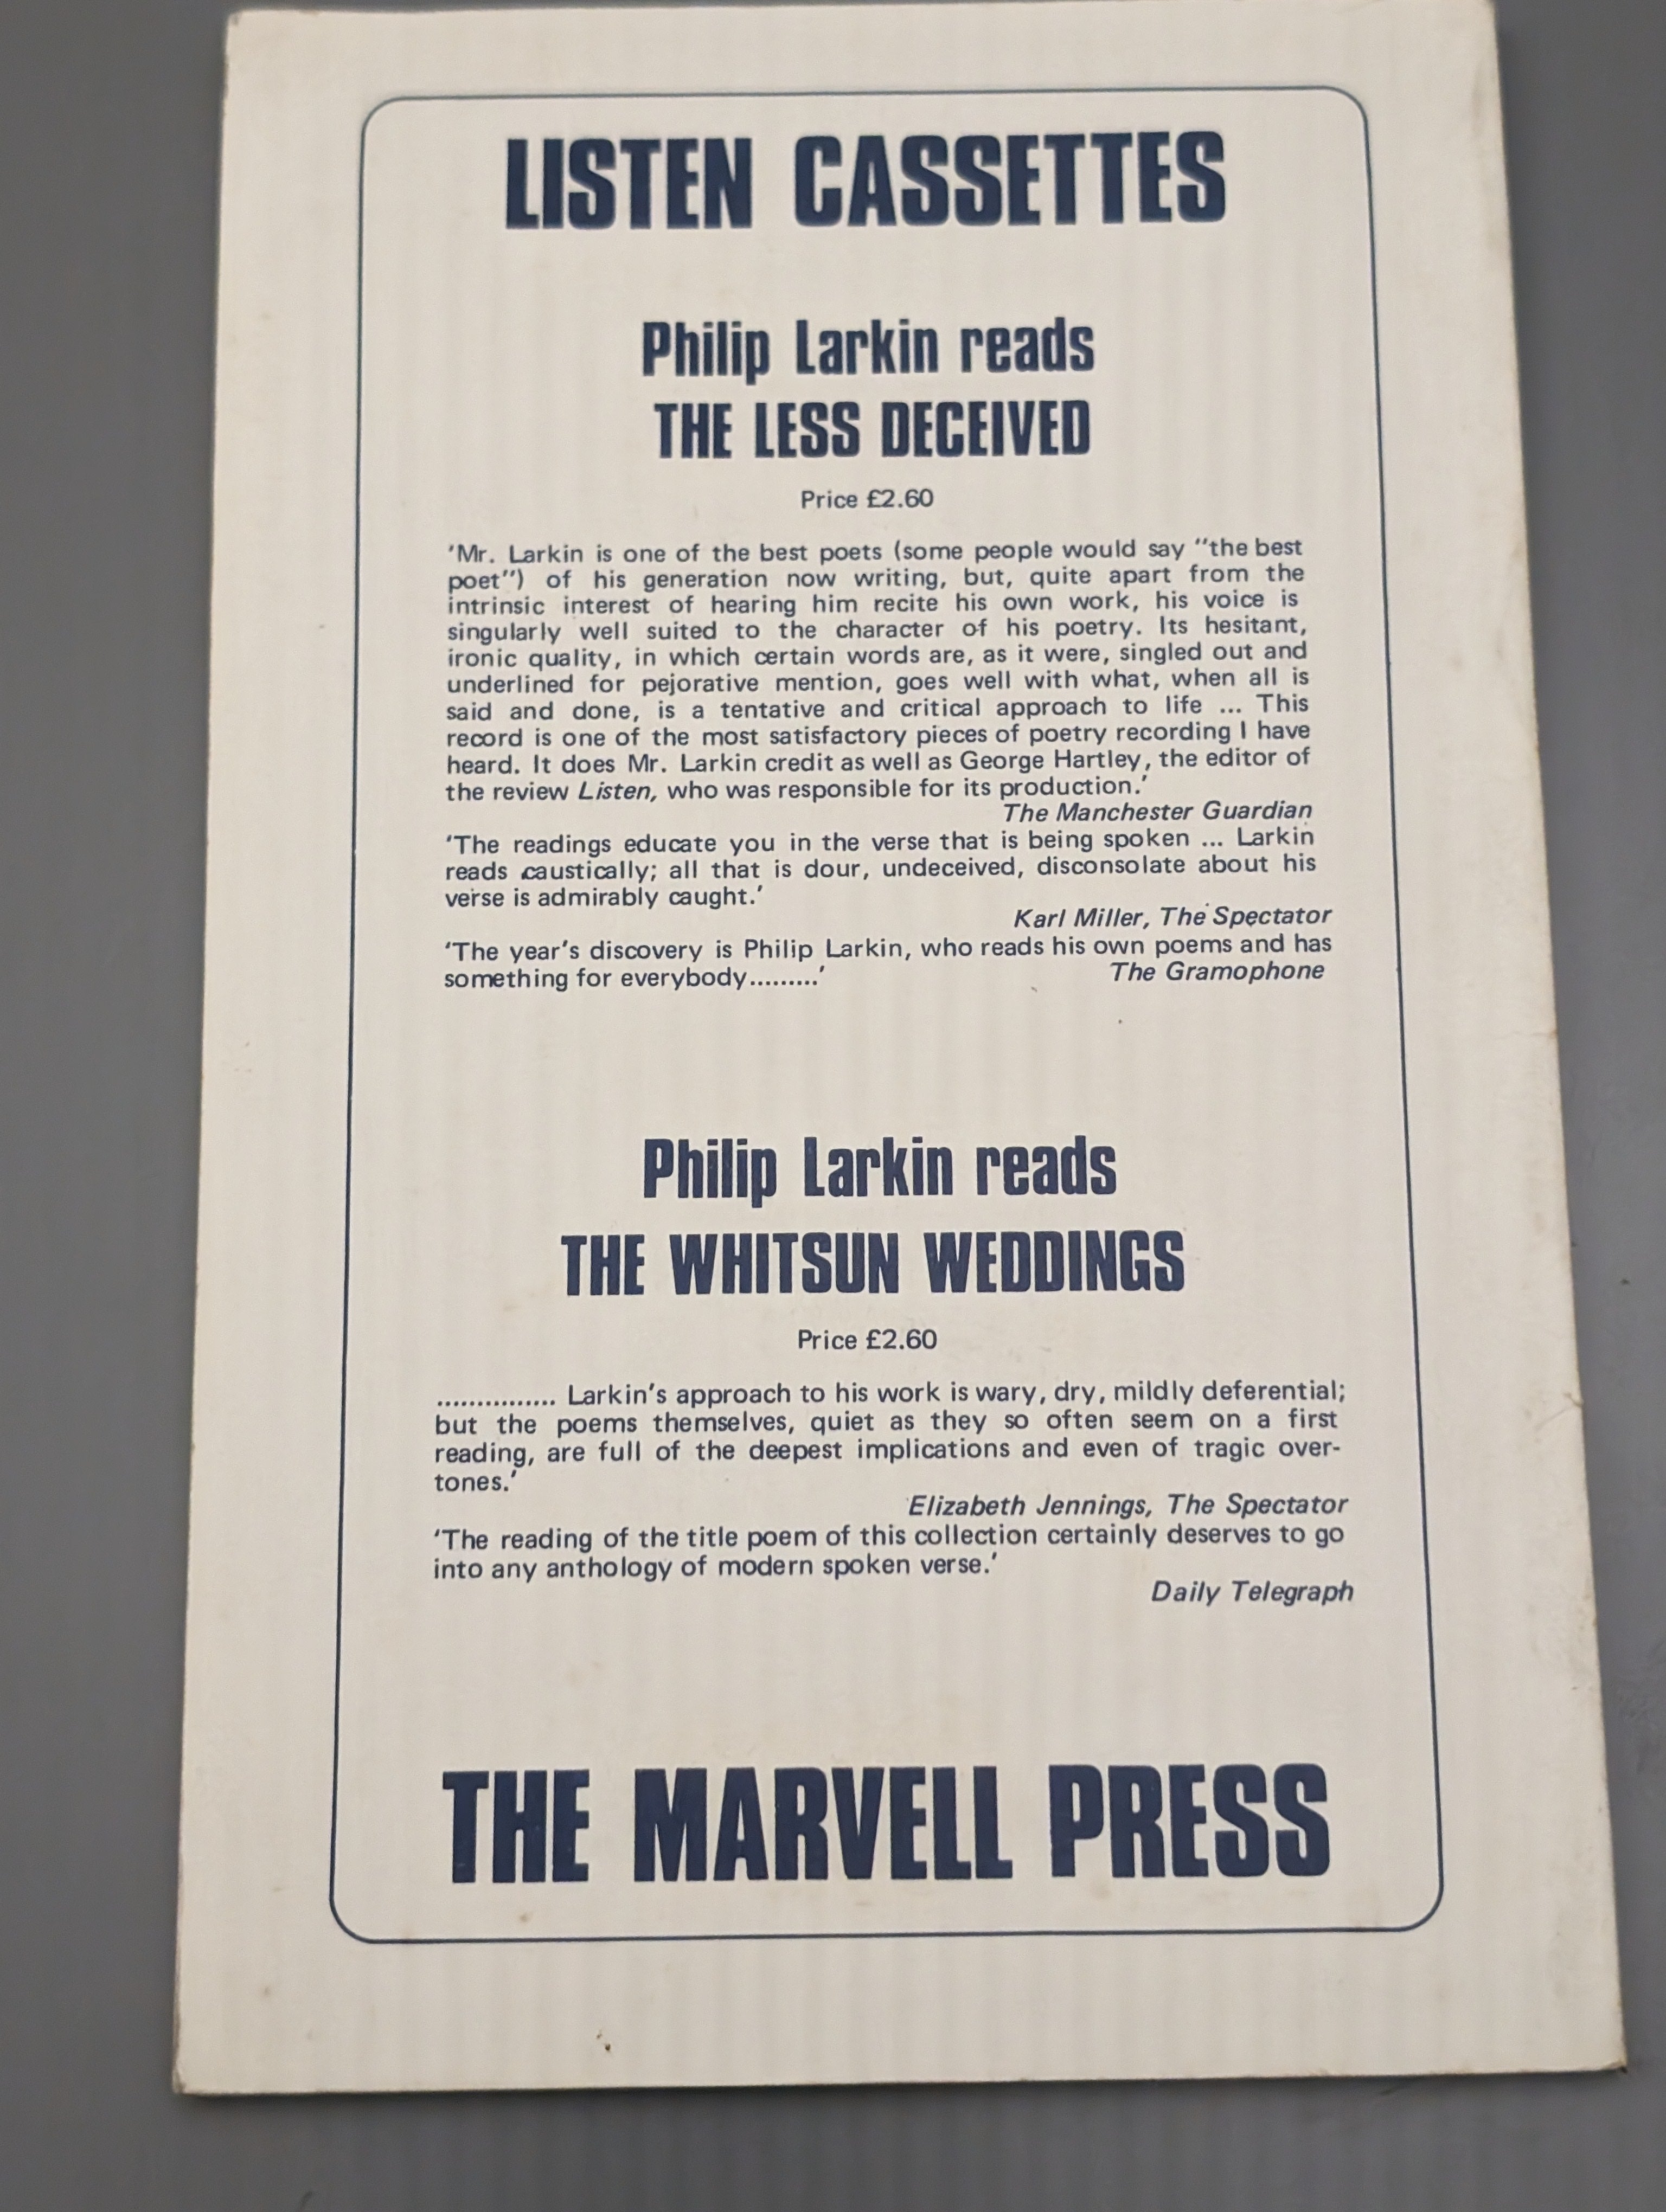 LISTEN CASSETTES
Philip Larkin reads
THE LESS DECEIVED
Price £2.60
'Mr. Larkin is one of the best poets (some people would say "the best
poet") of his generation now writing, but, quite apart from the
intrinsic interest of hearing him recite his own work, his voice is
singularly well suited to the character of his poetry. Its hesitant,
ironic quality, in which certain words are, as it were, singled out and
underlined for pejorative mention, goes well with what, when all is
said and done, is a tentative and critical approach to life ... This
record is one of the most satisfactory pieces of poetry recording I have
heard. It does Mr. Larkin credit as well as George Hartley, the editor of
the review Listen, who was responsible for its production.'
The Manchester Guardian
'The readings educate you in the verse that is being spoken ... Larkin
reads caustically; all that is dour, undeceived, disconsolate about his
verse is admirably caught.'
Karl Miller, The Spectator
'The year's discovery is Philip Larkin, who reads his own poems and has
something for everybody.........' The Gramophone
Philip Larkin reads
THE WHITSUN WEDDINGS
Price £2.60
............... Larkin's approach to his work is wary, dry, mildly deferential;
but the poems themselves, quiet as they so often seem on a first
reading, are full of the deepest implications and even of tragic over-
tones.'
Elizabeth Jennings, The Spectator
'The reading of the title poem of this collection certainly deserves to go
into any anthology of modern spoken verse.'
Daily Telegraph
THE MARVELL PRESS